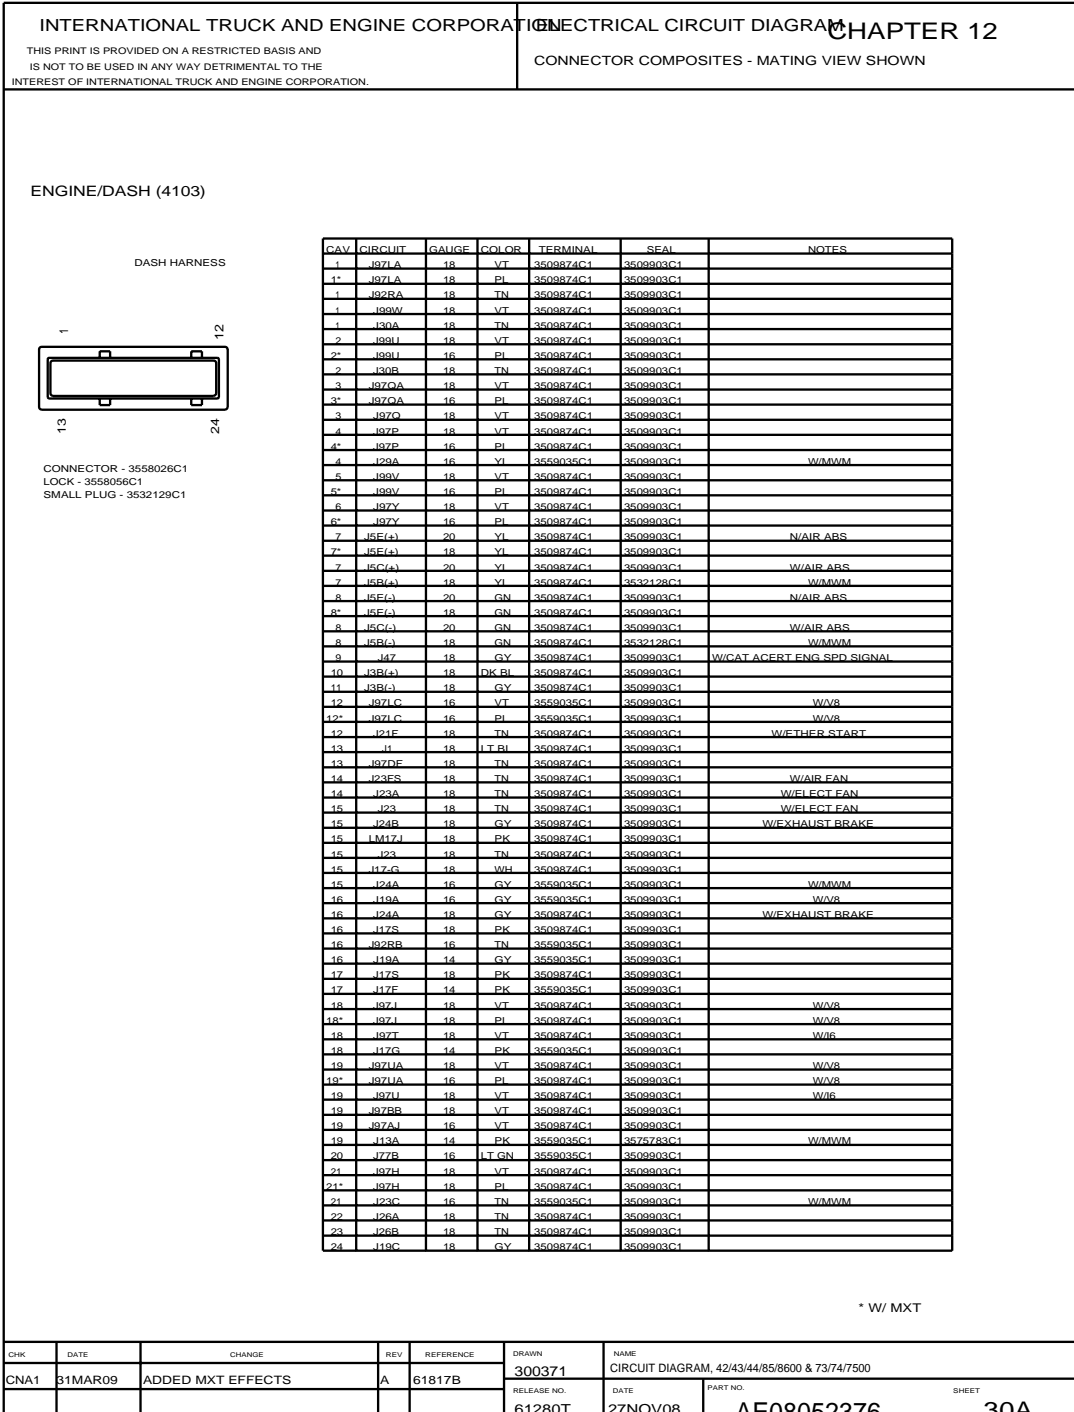 INTERNATIONAL TRUCK AND ENGINE CORPORATION
ELECTRICAL CIRCUIT DIAGRAM
CHAPTER 12
THIS PRINT IS PROVIDED ON A RESTRICTED BASIS AND
IS NOT TO BE USED IN ANY WAY DETRIMENTAL TO THE
INTEREST OF INTERNATIONAL TRUCK AND ENGINE CORPORATION.
CONNECTOR COMPOSITES - MATING VIEW SHOWN
ENGINE/DASH (4103)
DASH HARNESS
1
12
13
24
CONNECTOR - 3558026C1
LOCK - 3558056C1
SMALL PLUG - 3532129C1
CAV CIRCUIT GAUGE COLOR TERMINAL SEAL NOTES
1 J97LA 18 VT 3509874C1 3509903C1
1* J97LA 18 PL 3509874C1 3509903C1
1 J92RA 18 TN 3509874C1 3509903C1
1 J99W 18 VT 3509874C1 3509903C1
1 J30A 18 TN 3509874C1 3509903C1
2 J99U 18 VT 3509874C1 3509903C1
2* J99U 16 PL 3509874C1 3509903C1
2 J30B 18 TN 3509874C1 3509903C1
3 J97QA 18 VT 3509874C1 3509903C1
3* J97QA 16 PL 3509874C1 3509903C1
3 J97Q 18 VT 3509874C1 3509903C1
4 J97P 18 VT 3509874C1 3509903C1
4* J97P 16 PL 3509874C1 3509903C1
4 J29A 16 YL 3559035C1 3509903C1 W/MWM
5 J99V 18 VT 3509874C1 3509903C1
5* J99V 16 PL 3509874C1 3509903C1
6 J97Y 18 VT 3509874C1 3509903C1
6* J97Y 16 PL 3509874C1 3509903C1
7 J5E(+) 20 YL 3509874C1 3509903C1 N/AIR ABS
7* J5E(+) 18 YL 3509874C1 3509903C1
7 J5C(+) 20 YL 3509874C1 3509903C1 W/AIR ABS
7 J5B(+) 18 YL 3509874C1 3532128C1 W/MWM
8 J5E(-) 20 GN 3509874C1 3509903C1 N/AIR ABS
8* J5E(-) 18 GN 3509874C1 3509903C1
8 J5C(-) 20 GN 3509874C1 3509903C1 W/AIR ABS
8 J5B(-) 18 GN 3509874C1 3532128C1 W/MWM
9 J47 18 GY 3509874C1 3509903C1 W/CAT ACERT ENG SPD SIGNAL
10 J3B(+) 18 DK BL 3509874C1 3509903C1
11 J3B(-) 18 GY 3509874C1 3509903C1
12 J97LC 16 VT 3559035C1 3509903C1 W/V8
12* J97LC 16 PL 3559035C1 3509903C1 W/V8
12 J21F 18 TN 3509874C1 3509903C1 W/ETHER START
13 J1 18 LT BL 3509874C1 3509903C1
13 J97DF 18 TN 3509874C1 3509903C1
14 J23FS 18 TN 3509874C1 3509903C1 W/AIR FAN
14 J23A 18 TN 3509874C1 3509903C1 W/ELECT FAN
15 J23 18 TN 3509874C1 3509903C1 W/ELECT FAN
15 J24B 18 GY 3509874C1 3509903C1 W/EXHAUST BRAKE
15 LM17J 18 PK 3509874C1 3509903C1
15 J23 18 TN 3509874C1 3509903C1
15 J17-G 18 WH 3509874C1 3509903C1
15 J24A 16 GY 3559035C1 3509903C1 W/MWM
16 J19A 16 GY 3559035C1 3509903C1 W/V8
16 J24A 18 GY 3509874C1 3509903C1 W/EXHAUST BRAKE
16 J17S 18 PK 3509874C1 3509903C1
16 J92RB 16 TN 3559035C1 3509903C1
16 J19A 14 GY 3559035C1 3509903C1
17 J17S 18 PK 3509874C1 3509903C1
17 J17F 14 PK 3559035C1 3509903C1
18 J97J 18 VT 3509874C1 3509903C1 W/V8
18* J97J 18 PL 3509874C1 3509903C1 W/V8
18 J97T 18 VT 3509874C1 3509903C1 W/I6
18 J17G 14 PK 3559035C1 3509903C1
19 J97UA 18 VT 3509874C1 3509903C1 W/V8
19* J97UA 16 PL 3509874C1 3509903C1 W/V8
19 J97U 18 VT 3509874C1 3509903C1 W/I6
19 J97BB 18 VT 3509874C1 3509903C1
19 J97AJ 16 VT 3509874C1 3509903C1
19 J13A 14 PK 3559035C1 3575783C1 W/MWM
20 J77B 16 LT GN 3559035C1 3509903C1
21 J97H 18 VT 3509874C1 3509903C1
21* J97H 18 PL 3509874C1 3509903C1
21 J23C 16 TN 3559035C1 3509903C1 W/MWM
22 J26A 18 TN 3509874C1 3509903C1
23 J26B 18 TN 3509874C1 3509903C1
24 J19C 18 GY 3509874C1 3509903C1
* W/ MXT
CHK DATE CHANGE REV REFERENCE DRAWN NAME
CNA1 31MAR09 ADDED MXT EFFECTS A 61817B 300371 CIRCUIT DIAGRAM, 42/43/44/85/8600 & 73/74/7500
RELEASE NO. DATE PART NO. SHEET
61280T 27NOV08 AE08052376 30A